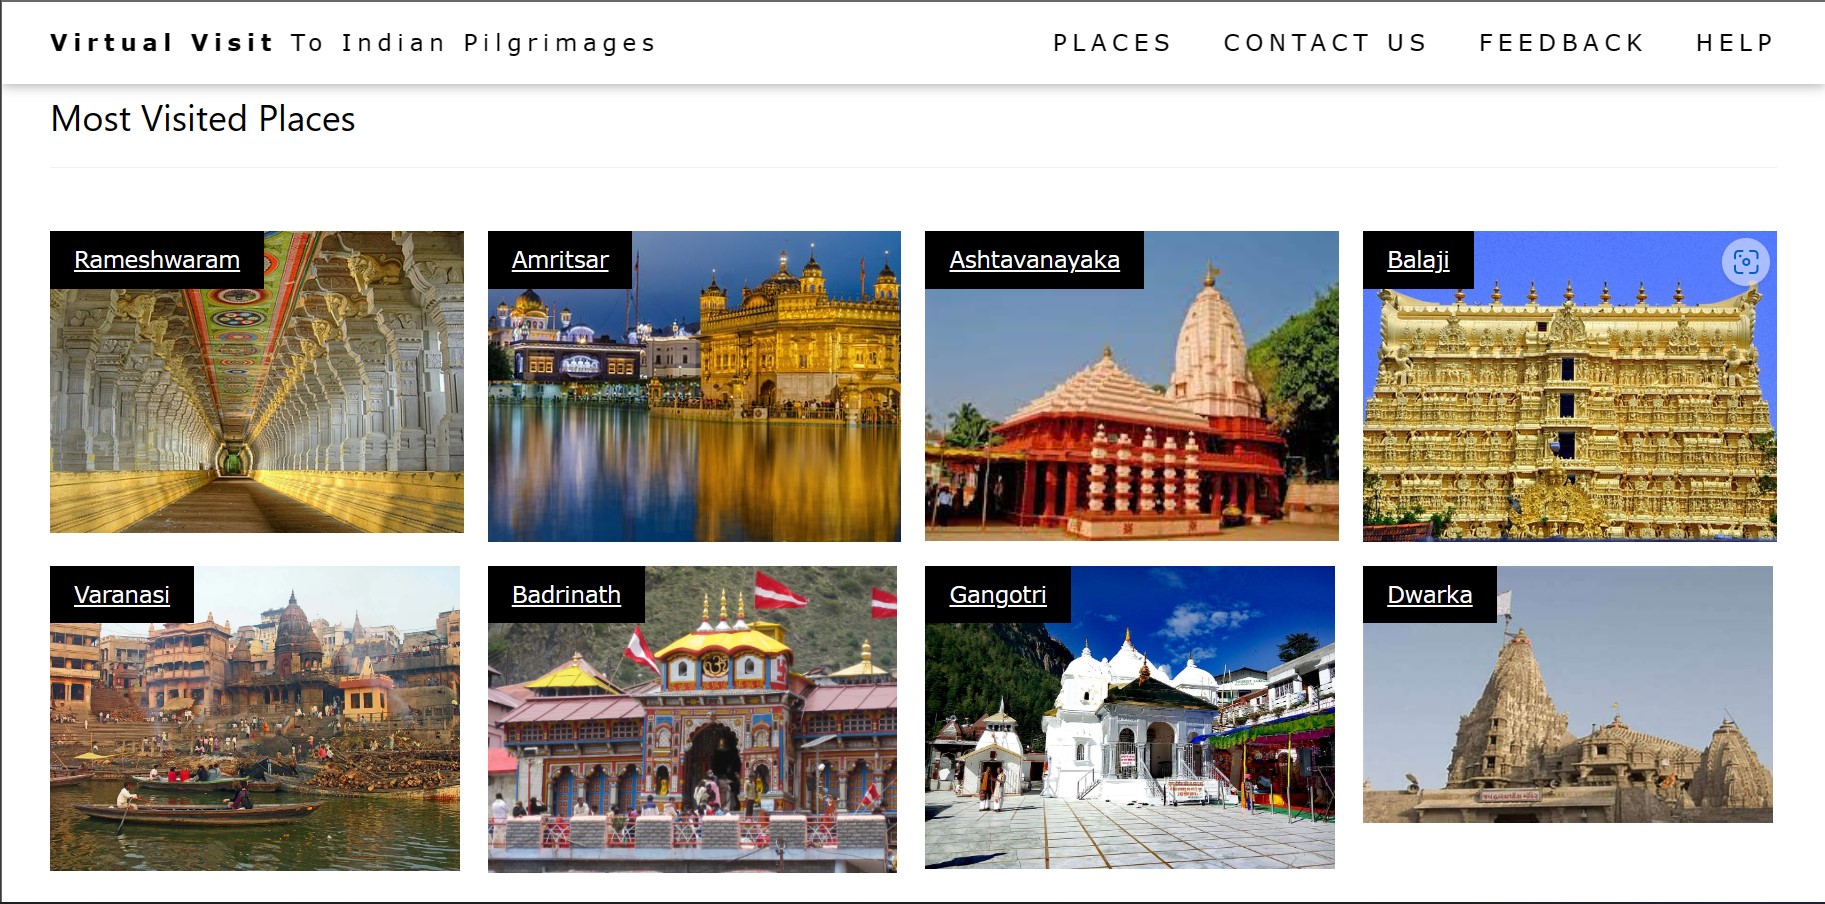 Virtual Visit To Indian Pilgrimages
PLACES CONTACT US FEEDBACK HELP
Most Visited Places
Rameshwaram
Amritsar
Ashtavanayaka
Balaji
Varanasi
Badrinath
Gangotri
Dwarka